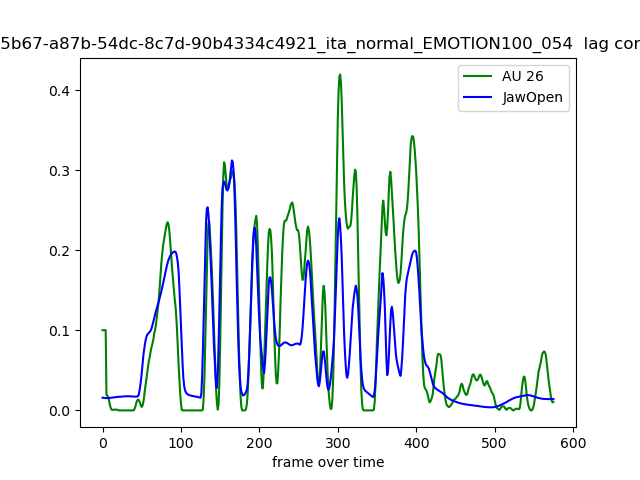 5b67-a87b-54dc-8c7d-90b4334c4921_ita_normal_EMOTION100_054 lag cor
AU 26
JawOpen
0.4
0.3
0.2
0.1
0.0
0 100 200 300 400 500 600
frame over time